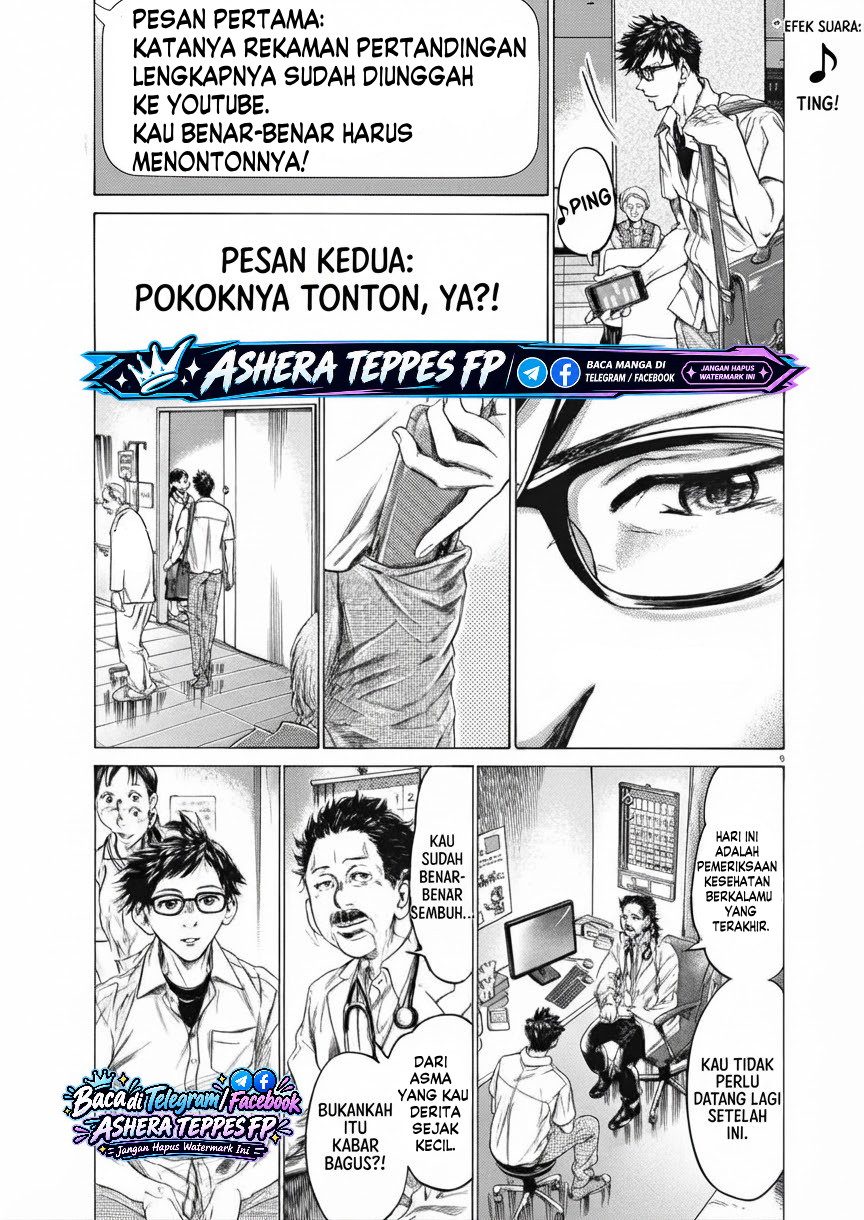 PESAN PERTAMA:
KATANYA REKAMAN PERTANDINGAN
LENGKAPNYA SUDAH DIUNGGAH
KE YOUTUBE.
KAU BENAR-BENAR HARUS
MENONTONNYA!
EFEK SUARA:
♪
TING!
♪PING
PESAN KEDUA:
POKOKNYA TONTON, YA?!
ASHERA TEPPES FP
BACA MANGA DI
TELEGRAM / FACEBOOK
JANGAN HAPUS
WATERMARK INI
HARI INI
ADALAH
PEMERIKSAAN
KESEHATAN
BERKALAMU
YANG
TERAKHIR.
KAU TIDAK
PERLU
DATANG LAGI
SETELAH
INI.
KAU
SUDAH
BENAR-
BENAR
SEMBUH...
DARI
ASMA
YANG KAU
DERITA
SEJAK
KECIL.
BUKANKAH
ITU
KABAR
BAGUS?!
Baca di Telegram/Facebook
ASHERA TEPPES FP
Jangan Hapus Watermark Ini